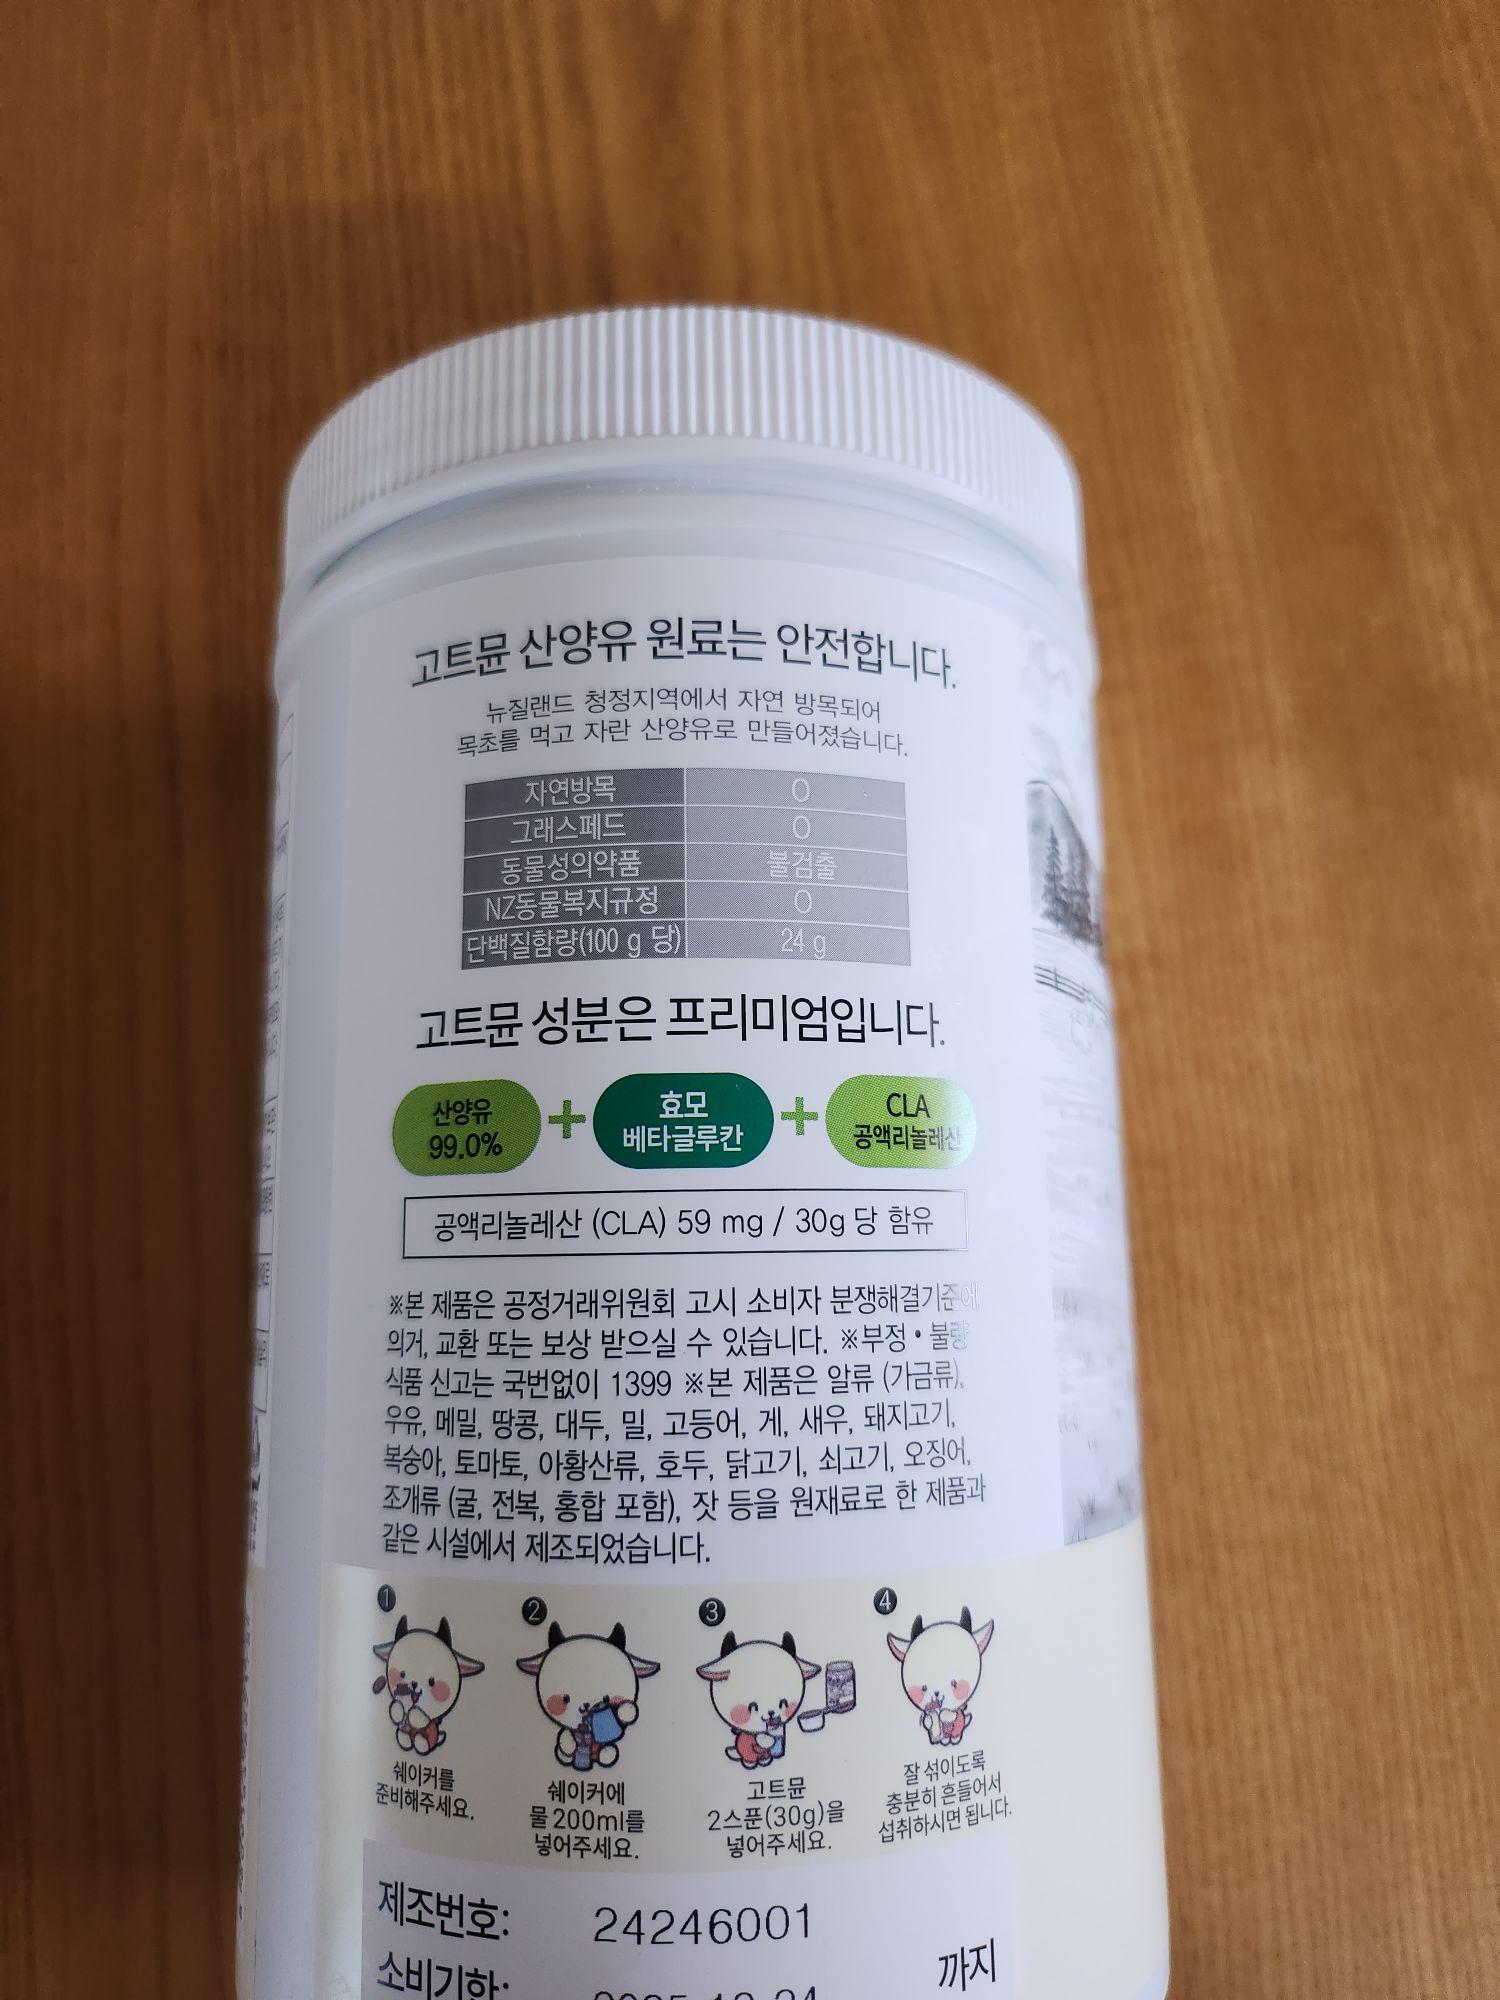 고트뮨 산양유 원료는 안전합니다.
뉴질랜드 청정지역에서 자연 방목되어
목초를 먹고 자란 산양유로 만들어졌습니다.
자연방목 O
그래스페드 O
동물성의약품 불검출
NZ동물복지규정 O
단백질함량(100 g 당) 24 g
고트뮨 성분은 프리미엄입니다.
산양유 99.0% + 효모 베타글루칸 + CLA 공액리놀레산
공액리놀레산 (CLA) 59 mg / 30g 당 함유
※본 제품은 공정거래위원회 고시 소비자 분쟁해결기준에
의거, 교환 또는 보상 받으실 수 있습니다. ※부정•불량
식품 신고는 국번없이 1399 ※본 제품은 알류 (가금류),
우유, 메밀, 땅콩, 대두, 밀, 고등어, 게, 새우, 돼지고기,
복숭아, 토마토, 아황산류, 호두, 닭고기, 쇠고기, 오징어,
조개류 (굴, 전복, 홍합 포함), 잣 등을 원재료로 한 제품과
같은 시설에서 제조되었습니다.
1
쉐이커를
준비해주세요.
2
쉐이커에
물 200ml를
넣어주세요.
3
고트뮨
2스푼(30g)을
넣어주세요.
4
잘 섞이도록
충분히 흔들어서
섭취하시면 됩니다.
제조번호: 24246001
소비기한: 까지